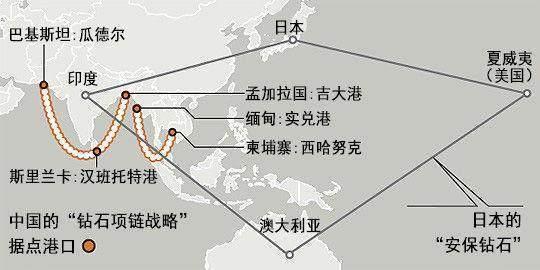 日本
巴基斯坦:瓜德尔
夏威夷
（美国）
印度
孟加拉国:吉大港
缅甸:实兑港
柬埔寨:西哈努克
斯里兰卡:汉班托特港
中国的“钻石项链战略”
据点港口
澳大利亚
日本的
“安保钻石”